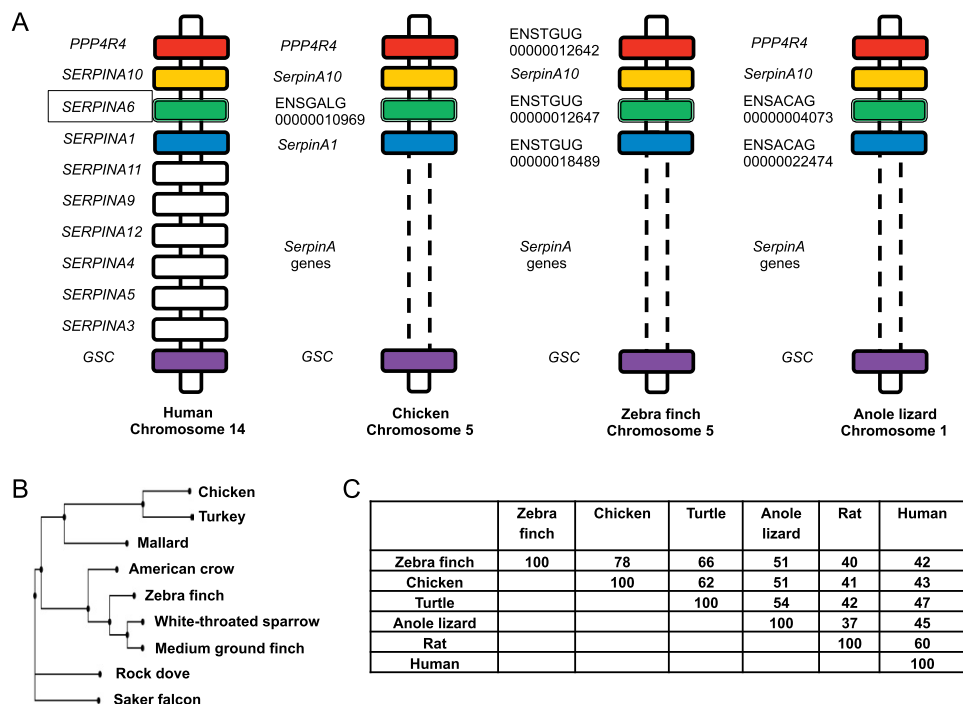 A
PPP4R4
SERPINA10
SERPINA6
SERPINA1
SERPINA11
SERPINA9
SERPINA12
SERPINA4
SERPINA5
SERPINA3
GSC
Human
Chromosome 14
PPP4R4
SerpinA10
ENSGALG
00000010969
SerpinA1
SerpinA
genes
GSC
Chicken
Chromosome 5
ENSTGUG
00000012642
SerpinA10
ENSTGUG
00000012647
ENSTGUG
00000018489
SerpinA
genes
GSC
Zebra finch
Chromosome 5
PPP4R4
SerpinA10
ENSACAG
00000004073
ENSACAG
00000022474
SerpinA
genes
GSC
Anole lizard
Chromosome 1
B
Chicken
Turkey
Mallard
American crow
Zebra finch
White-throated sparrow
Medium ground finch
Rock dove
Saker falcon
C
Zebra finch Chicken Turtle Anole lizard Rat Human
Zebra finch 100 78 66 51 40 42
Chicken 100 62 51 41 43
Turtle 100 54 42 47
Anole lizard 100 37 45
Rat 100 60
Human 100